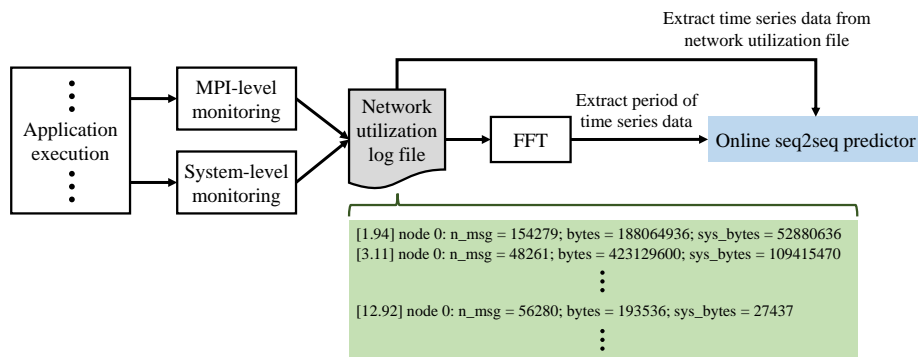 Extract time series data from
network utilization file
MPI-level
monitoring
Application
execution
System-level
monitoring
Network
utilization
log file
FFT
Extract period of
time series data
Online seq2seq predictor
[1.94] node 0: n_msg = 154279; bytes = 188064936; sys_bytes = 52880636
[3.11] node 0: n_msg = 48261; bytes = 423129600; sys_bytes = 109415470
[12.92] node 0: n_msg = 56280; bytes = 193536; sys_bytes = 27437